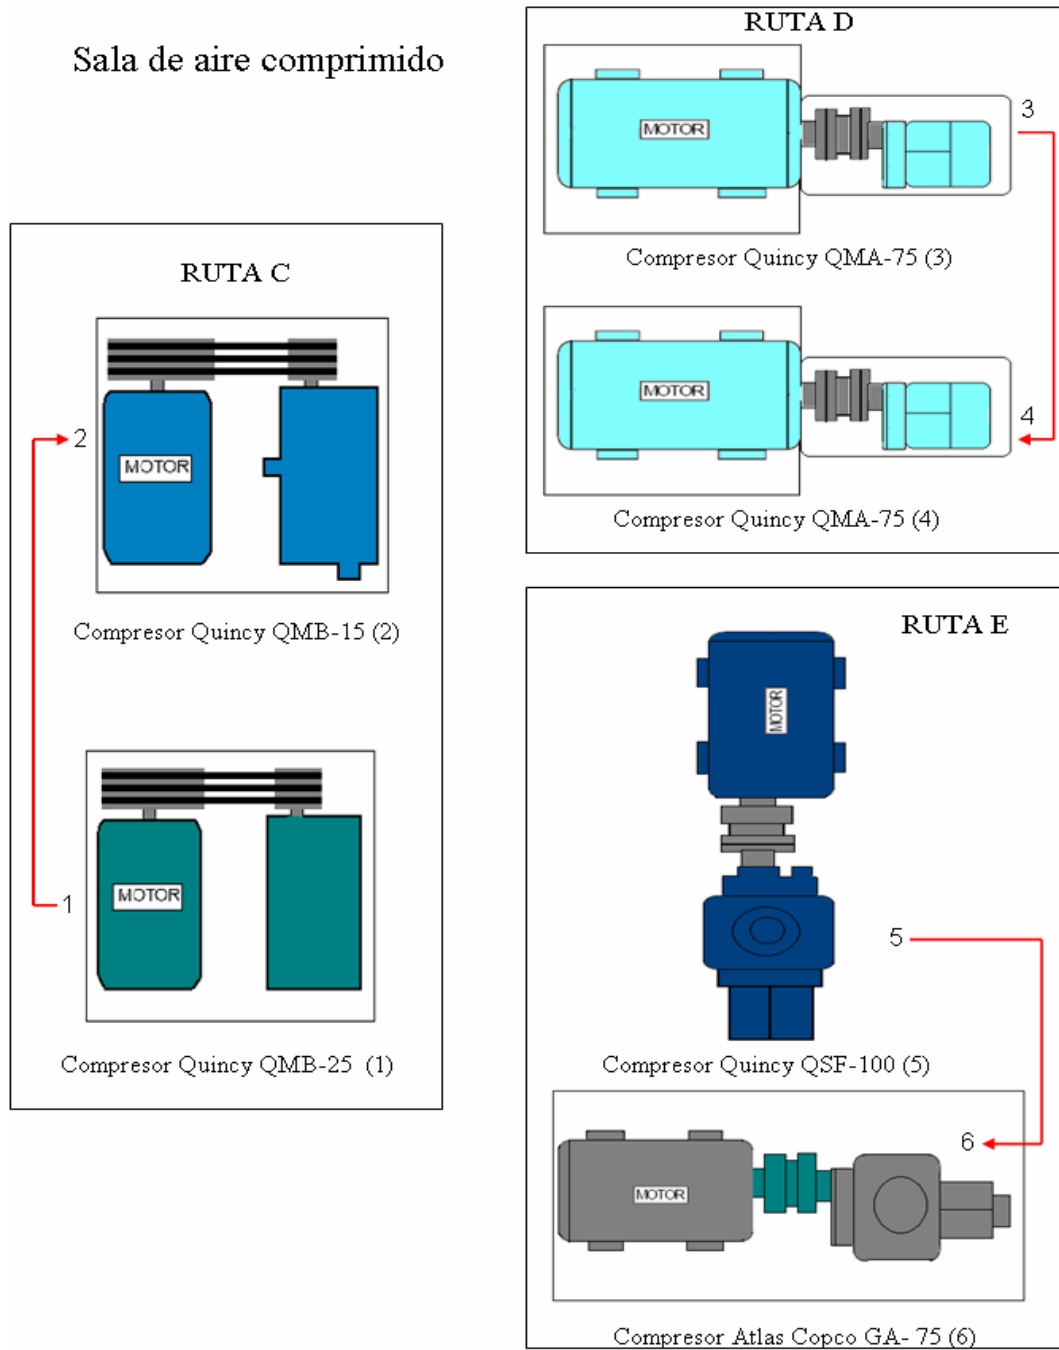 Sala de aire comprimido
RUTA C
2
MOTOR
Compresor Quincy QMB-15 (2)
1
MOTOR
Compresor Quincy QMB-25 (1)
RUTA D
MOTOR
3
Compresor Quincy QMA-75 (3)
MOTOR
4
Compresor Quincy QMA-75 (4)
RUTA E
MOTOR
5
Compresor Quincy QSF-100 (5)
6
MOTOR
Compresor Atlas Copco GA- 75 (6)